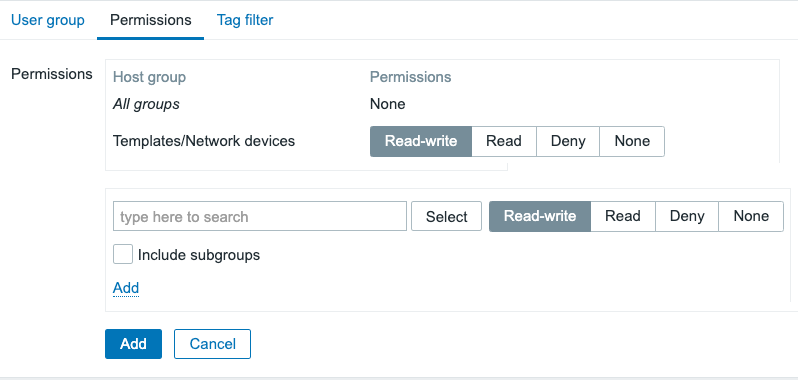 User group Permissions Tag filter
Permissions Host group Permissions
All groups None
Templates/Network devices Read-write Read Deny None
type here to search Select Read-write Read Deny None
Include subgroups
Add
Add Cancel